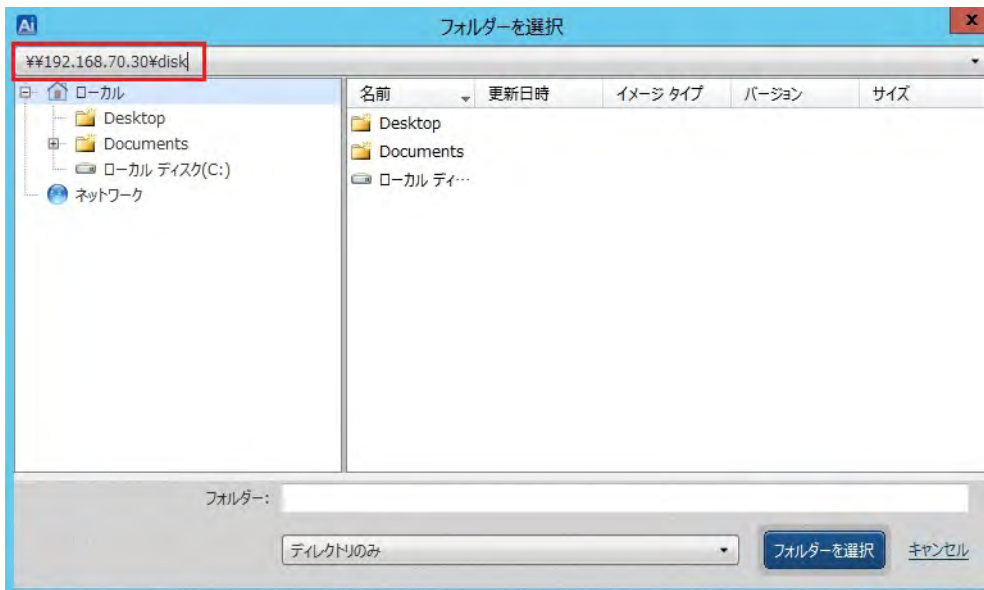 Ai フォルダーを選択 x
¥¥192.168.70.30¥disk
ローカル
Desktop
Documents
ローカル ディスク(C:)
ネットワーク
名前 更新日時 イメージ タイプ バージョン サイズ
Desktop
Documents
ローカル ディ…
フォルダー:
ディレクトリのみ フォルダーを選択 キャンセル